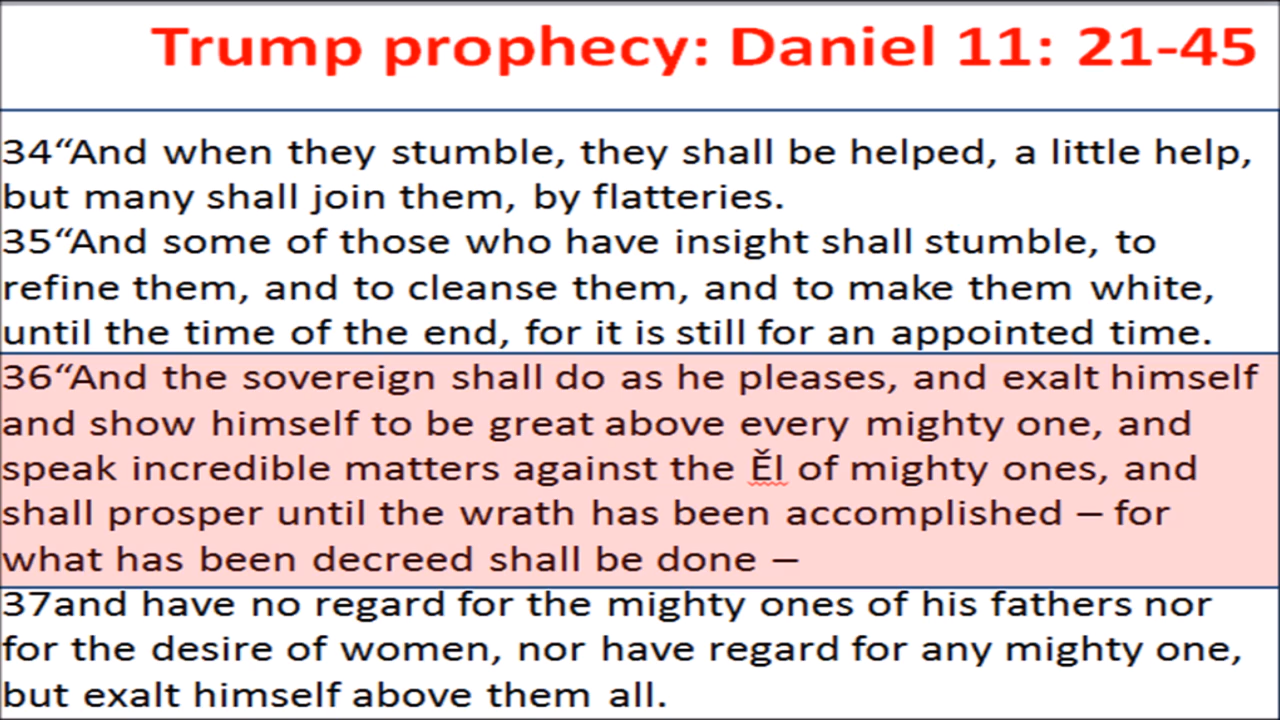 Trump prophecy: Daniel 11: 21-45
34“And when they stumble, they shall be helped, a little help,
but many shall join them, by flatteries.
35“And some of those who have insight shall stumble, to
refine them, and to cleanse them, and to make them white,
until the time of the end, for it is still for an appointed time.
36“And the sovereign shall do as he pleases, and exalt himself
and show himself to be great above every mighty one, and
speak incredible matters against the Ěl of mighty ones, and
shall prosper until the wrath has been accomplished – for
what has been decreed shall be done –
37and have no regard for the mighty ones of his fathers nor
for the desire of women, nor have regard for any mighty one,
but exalt himself above them all.